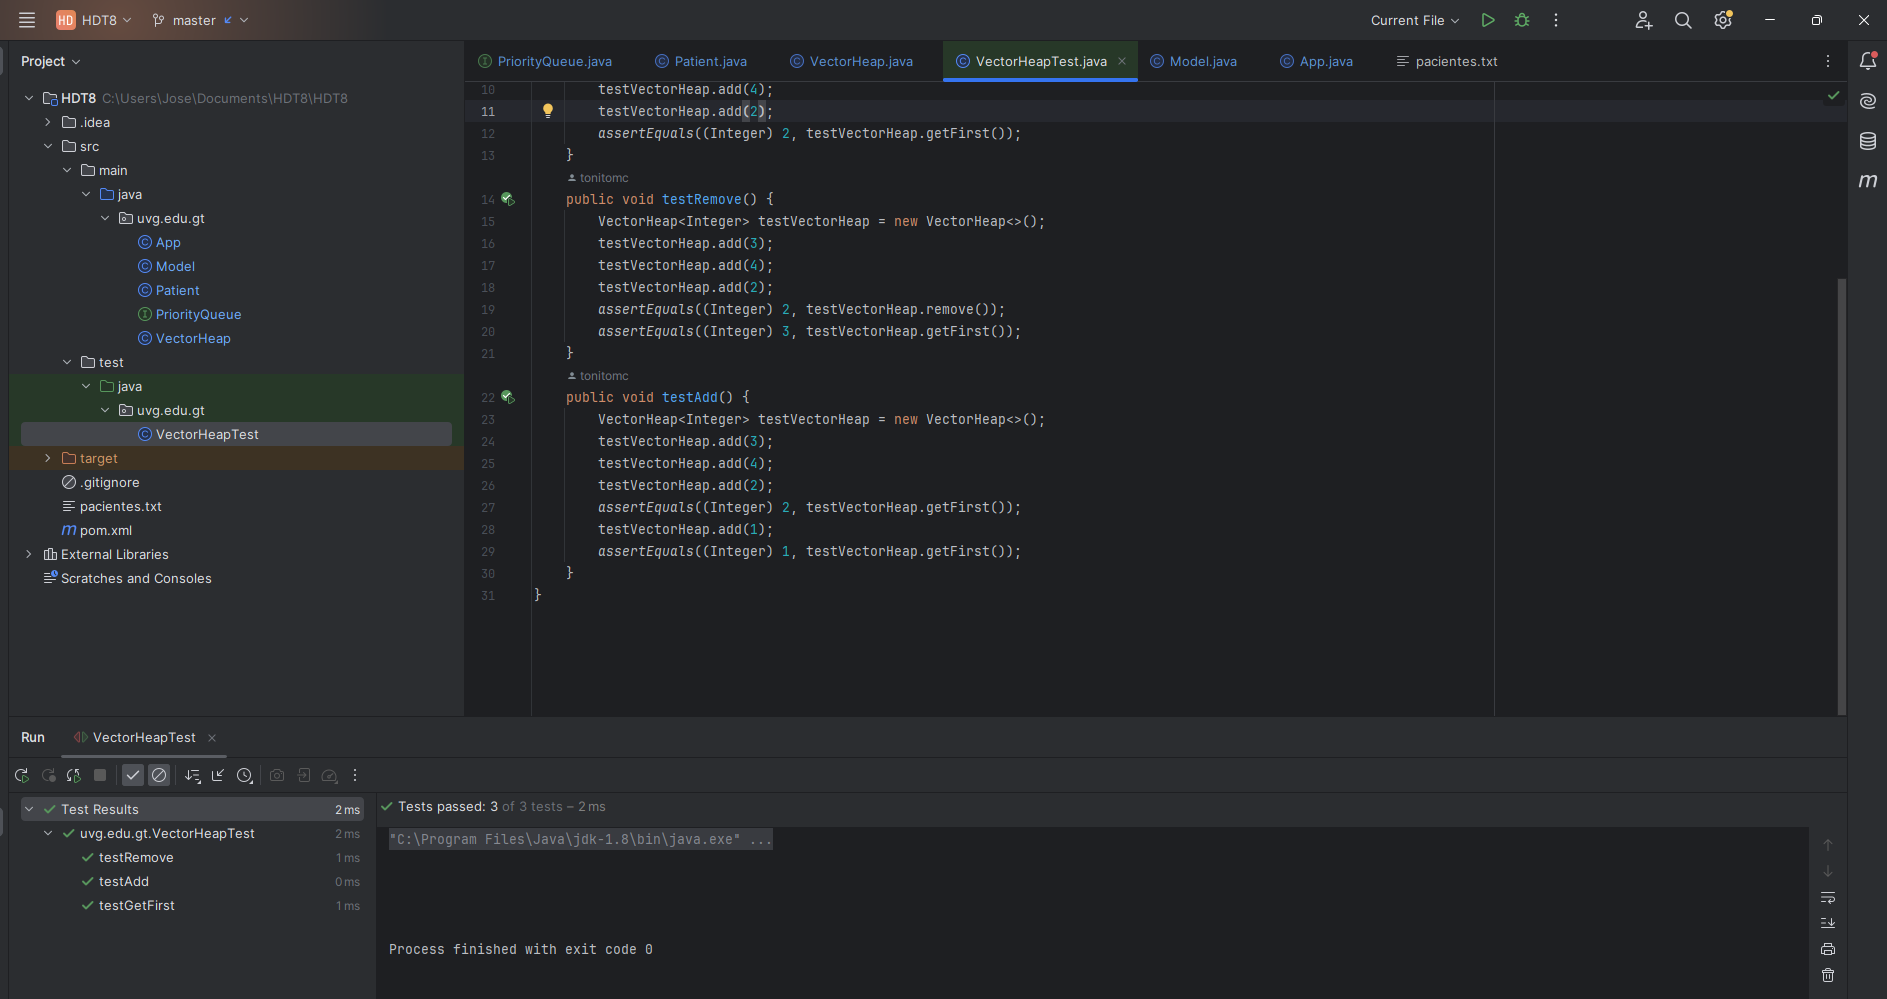 HD HDT8 master Current File
Project
HDT8 C:\Users\Jose\Documents\HDT8\HDT8
.idea
src
main
java
uvg.edu.gt
App
Model
Patient
PriorityQueue
VectorHeap
test
java
uvg.edu.gt
VectorHeapTest
target
.gitignore
pacientes.txt
pom.xml
External Libraries
Scratches and Consoles
PriorityQueue.java Patient.java VectorHeap.java VectorHeapTest.java Model.java App.java pacientes.txt
10 testVectorHeap.add(4);
11 testVectorHeap.add(2);
12 assertEquals((Integer) 2, testVectorHeap.getFirst());
13 }
tonitomc
14 public void testRemove() {
15 VectorHeap<Integer> testVectorHeap = new VectorHeap<>();
16 testVectorHeap.add(3);
17 testVectorHeap.add(4);
18 testVectorHeap.add(2);
19 assertEquals((Integer) 2, testVectorHeap.remove());
20 assertEquals((Integer) 3, testVectorHeap.getFirst());
21 }
tonitomc
22 public void testAdd() {
23 VectorHeap<Integer> testVectorHeap = new VectorHeap<>();
24 testVectorHeap.add(3);
25 testVectorHeap.add(4);
26 testVectorHeap.add(2);
27 assertEquals((Integer) 2, testVectorHeap.getFirst());
28 testVectorHeap.add(1);
29 assertEquals((Integer) 1, testVectorHeap.getFirst());
30 }
31 }
Run VectorHeapTest
Test Results 2 ms
uvg.edu.gt.VectorHeapTest 2 ms
testRemove 1 ms
testAdd 0 ms
testGetFirst 1 ms
Tests passed: 3 of 3 tests – 2 ms
"C:\Program Files\Java\jdk-1.8\bin\java.exe" ...
Process finished with exit code 0